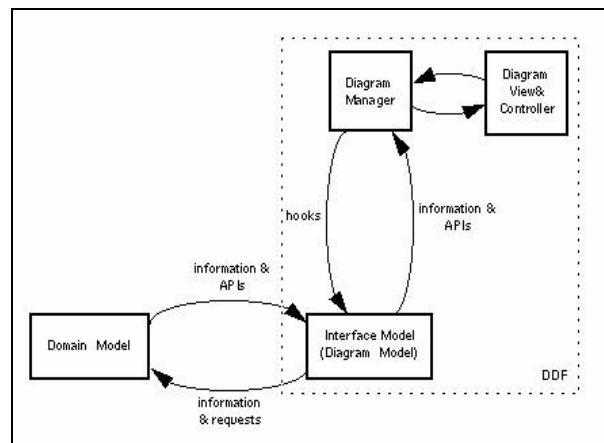 Diagram
Manager
Diagram
View&
Controller
hooks
information &
APIs
information &
APIs
Domain Model
Interface Model
(Diagram Model)
information
& requests
DDF